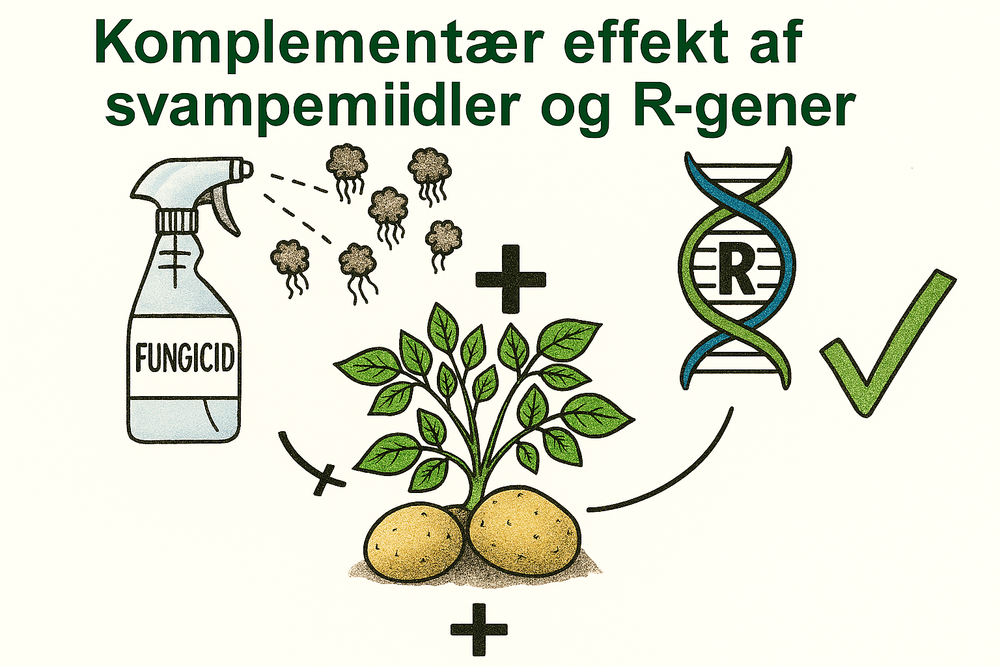 Komplementær effekt af
svampemiidler og R-gener
R
FUNGICID